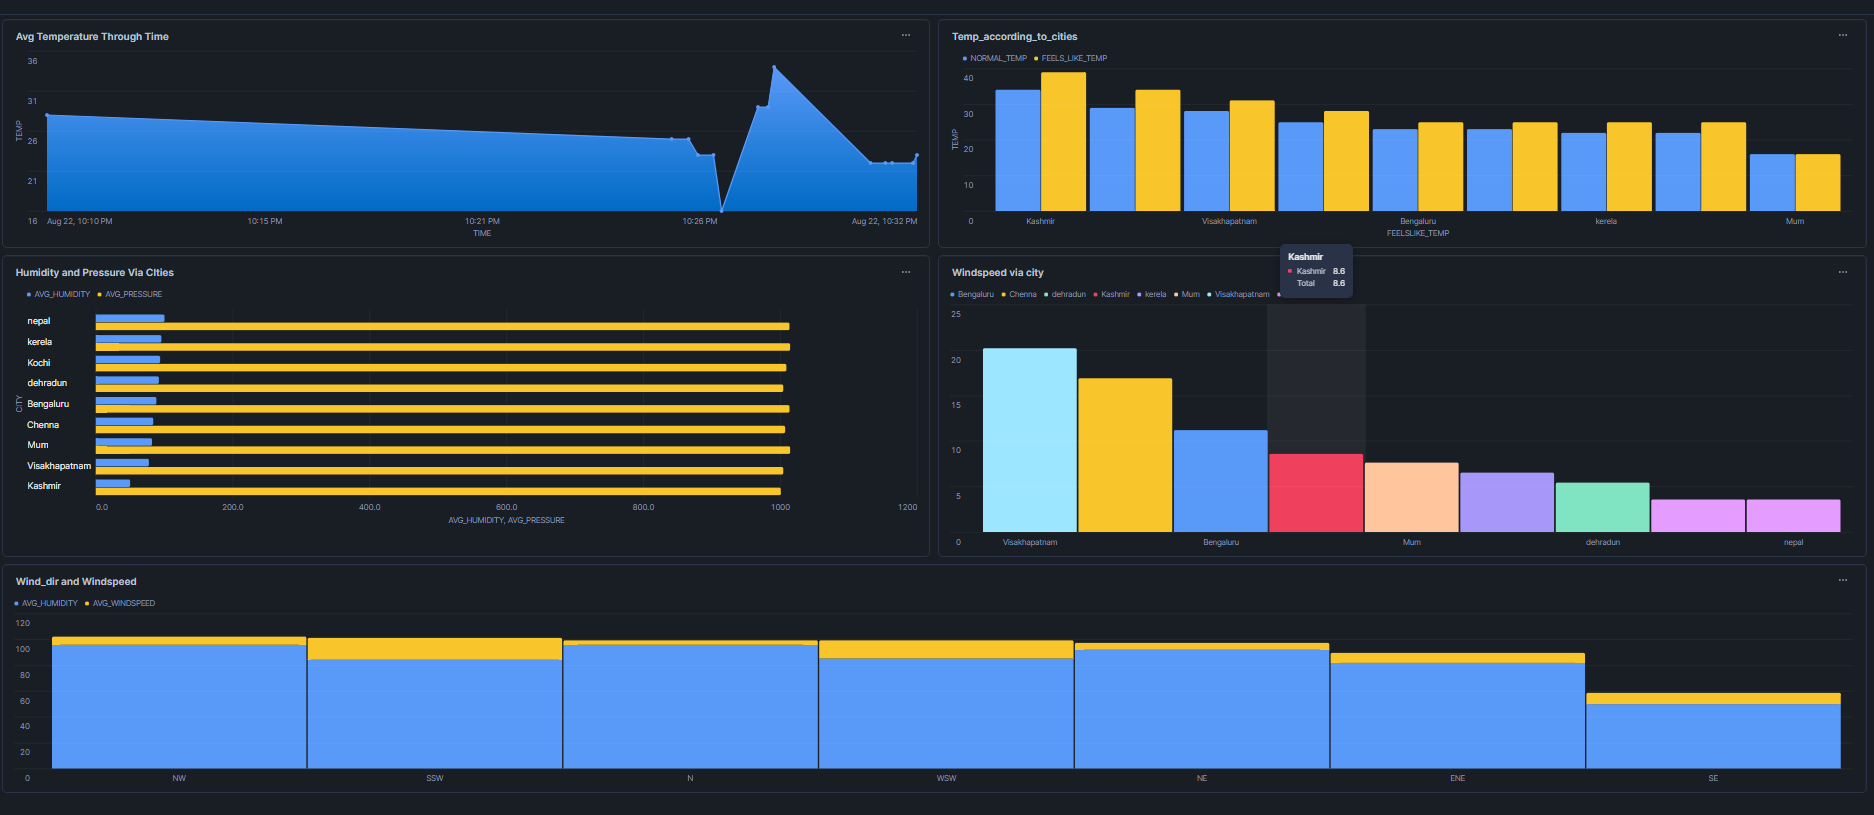 Avg Temperature Through Time
...
36
31
26
21
16
TEMP
Aug 22, 10:10 PM 10:15 PM 10:21 PM 10:26 PM Aug 22, 10:32 PM
TIME
Temp_according_to_cities
...
NORMAL_TEMP FEELS_LIKE_TEMP
40
30
20
10
0
TEMP
Kashmir Visakhapatnam Bengaluru kerela Mum
FEELSLIKE_TEMP
Humidity and Pressure Via CIties
...
AVG_HUMIDITY AVG_PRESSURE
CITY
nepal
kerela
Kochi
dehradun
Bengaluru
Chenna
Mum
Visakhapatnam
Kashmir
0.0 200.0 400.0 600.0 800.0 1000 1200
AVG_HUMIDITY, AVG_PRESSURE
Windspeed via city
...
Bengaluru Chenna dehradun Kashmir kerela Mum Visakhapatnam
Kashmir
Kashmir 8.6
Total 8.6
25
20
15
10
5
0
Visakhapatnam Bengaluru Mum dehradun nepal
Wind_dir and Windspeed
...
AVG_HUMIDITY AVG_WINDSPEED
120
100
80
60
40
20
0
NW SSW N WSW NE ENE SE